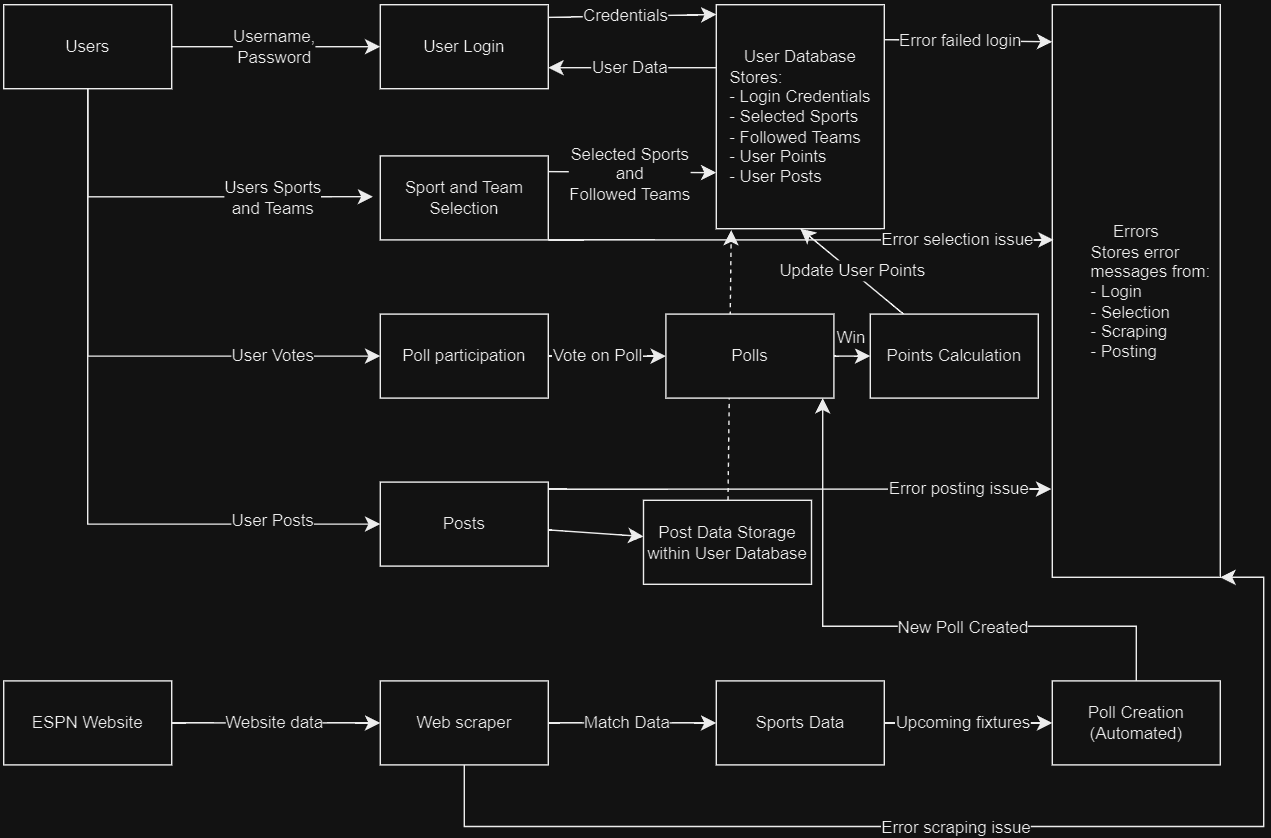 Users
Username,
Password
User Login
Credentials
User Data
User Database
Stores:
- Login Credentials
- Selected Sports
- Followed Teams
- User Points
- User Posts
Error failed login
Users Sports
and Teams
Sport and Team
Selection
Selected Sports
and
Followed Teams
Error selection issue
Errors
Stores error
messages from:
- Login
- Selection
- Scraping
- Posting
Update User Points
User Votes
Poll participation
Vote on Poll
Polls
Win
Points Calculation
User Posts
Posts
Error posting issue
Post Data Storage
within User Database
New Poll Created
ESPN Website
Website data
Web scraper
Match Data
Sports Data
Upcoming fixtures
Poll Creation
(Automated)
Error scraping issue